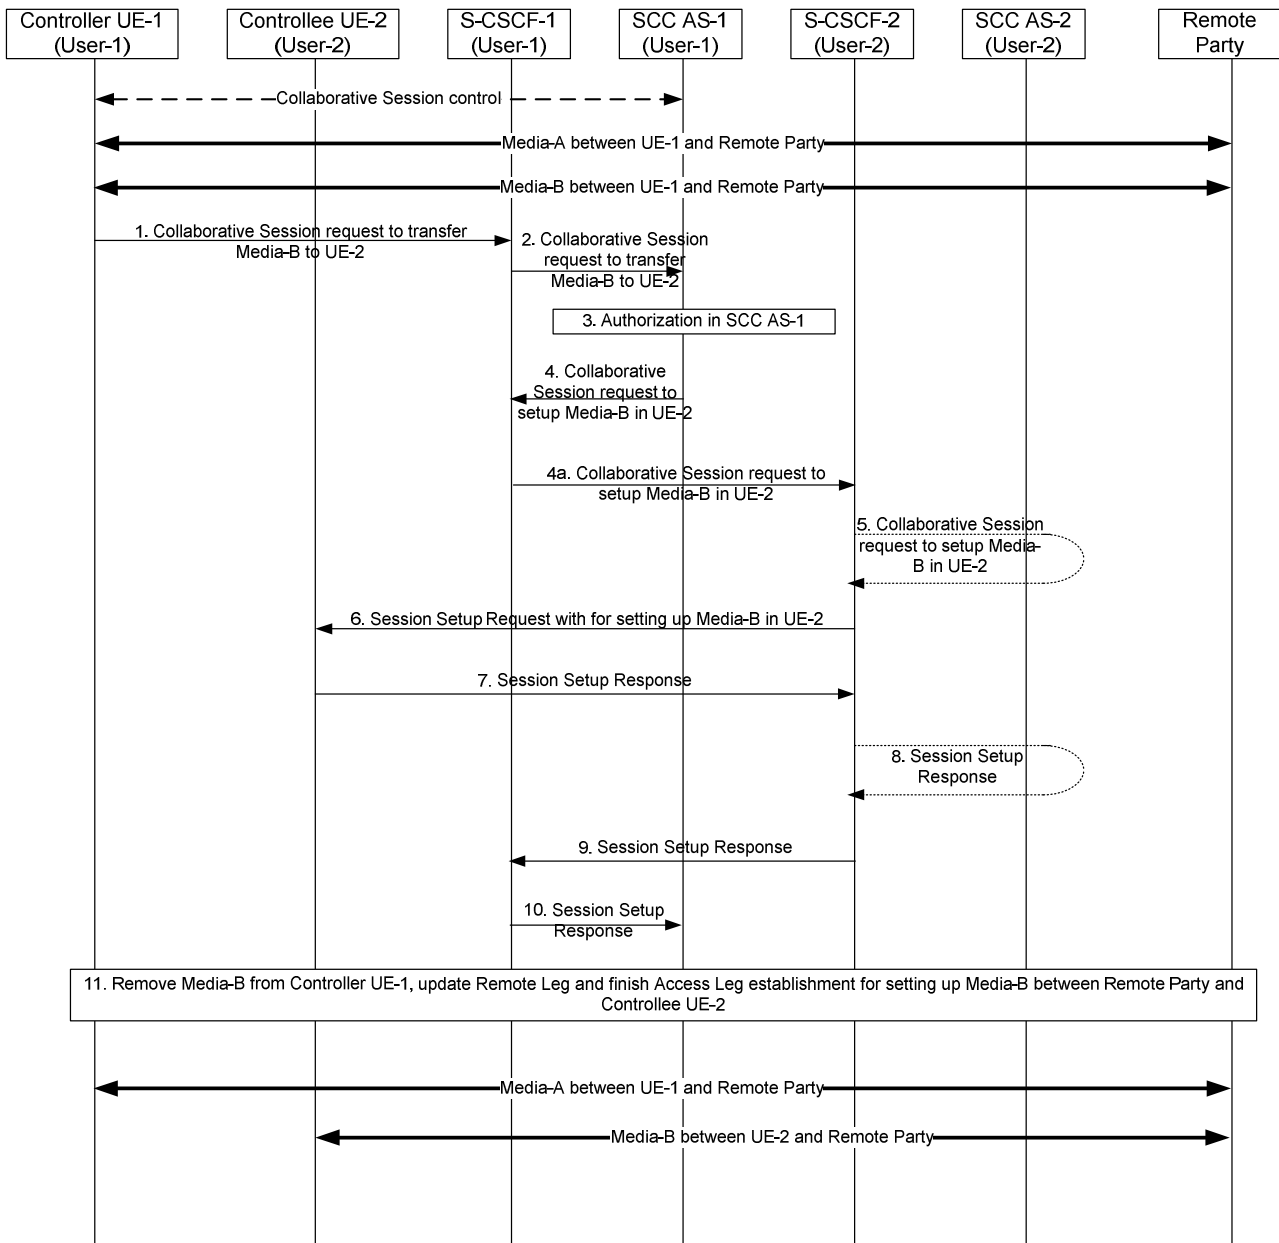 Controller UE-1
(User-1)
Controllee UE-2
(User-2)
S-CSCF-1
(User-1)
SCC AS-1
(User-1)
S-CSCF-2
(User-2)
SCC AS-2
(User-2)
Remote
Party
Collaborative Session control
Media-A between UE-1 and Remote Party
Media-B between UE-1 and Remote Party
1. Collaborative Session request to transfer
Media-B to UE-2
2. Collaborative Session
request to transfer
Media-B to UE-2
3. Authorization in SCC AS-1
4. Collaborative
Session request to
setup Media-B in UE-2
4a. Collaborative Session request to
setup Media-B in UE-2
5. Collaborative Session
request to setup Media-
B in UE-2
6. Session Setup Request with for setting up Media-B in UE-2
7. Session Setup Response
8. Session Setup
Response
9. Session Setup Response
10. Session Setup
Response
11. Remove Media-B from Controller UE-1, update Remote Leg and finish Access Leg establishment for setting up Media-B between Remote Party and
Controllee UE-2
Media-A between UE-1 and Remote Party
Media-B between UE-2 and Remote Party